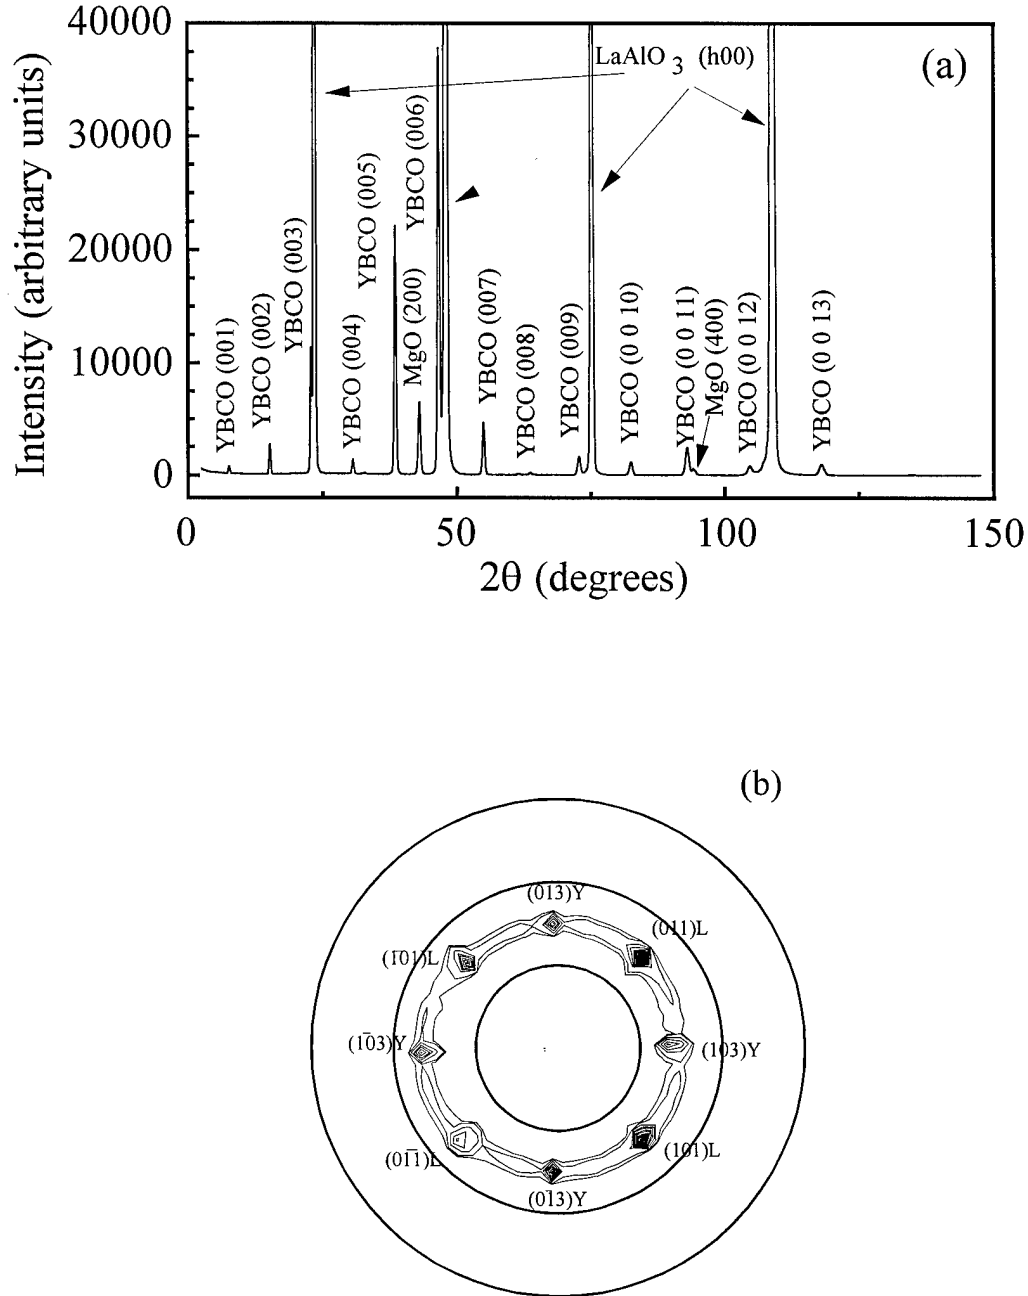 (a)
40000
30000
20000
10000
0
Intensity (arbitrary units)
LaAlO3 (h00)
YBCO (001)
YBCO (002)
YBCO (003)
YBCO (004)
YBCO (005)
MgO (200)
YBCO (006)
YBCO (007)
YBCO (008)
YBCO (009)
YBCO (0 0 10)
YBCO (0 0 11)
MgO (400)
YBCO (0 0 12)
YBCO (0 0 13)
0 50 100 150
2θ (degrees)
(b)
(013)Y
(011)L
(1̄01)L
(1̄03)Y
(103)Y
(01̄1̄)L
(101̄)L
(01̄3)Y